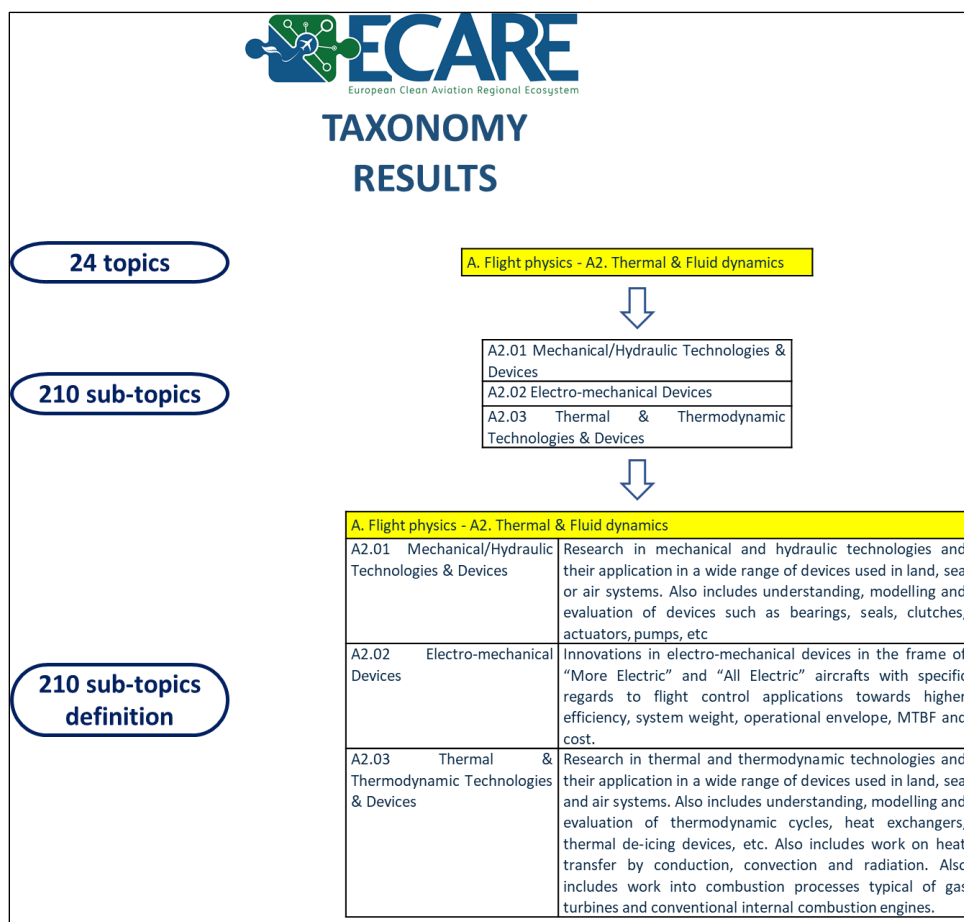 ECARE
European Clean Aviation Regional Ecosystem
TAXONOMY
RESULTS
24 topics
A. Flight physics - A2. Thermal & Fluid dynamics
210 sub-topics
A2.01 Mechanical/Hydraulic Technologies &
Devices
A2.02 Electro-mechanical Devices
A2.03 Thermal & Thermodynamic
Technologies & Devices
210 sub-topics
definition
A. Flight physics - A2. Thermal & Fluid dynamics
A2.01 Mechanical/Hydraulic
Technologies & Devices
Research in mechanical and hydraulic technologies and
their application in a wide range of devices used in land, sea
or air systems. Also includes understanding, modelling and
evaluation of devices such as bearings, seals, clutches,
actuators, pumps, etc
A2.02 Electro-mechanical
Devices
Innovations in electro-mechanical devices in the frame of
“More Electric” and “All Electric” aircrafts with specific
regards to flight control applications towards higher
efficiency, system weight, operational envelope, MTBF and
cost.
A2.03 Thermal &
Thermodynamic Technologies
& Devices
Research in thermal and thermodynamic technologies and
their application in a wide range of devices used in land, sea
and air systems. Also includes understanding, modelling and
evaluation of thermodynamic cycles, heat exchangers,
thermal de-icing devices, etc. Also includes work on heat
transfer by conduction, convection and radiation. Also
includes work into combustion processes typical of gas
turbines and conventional internal combustion engines.